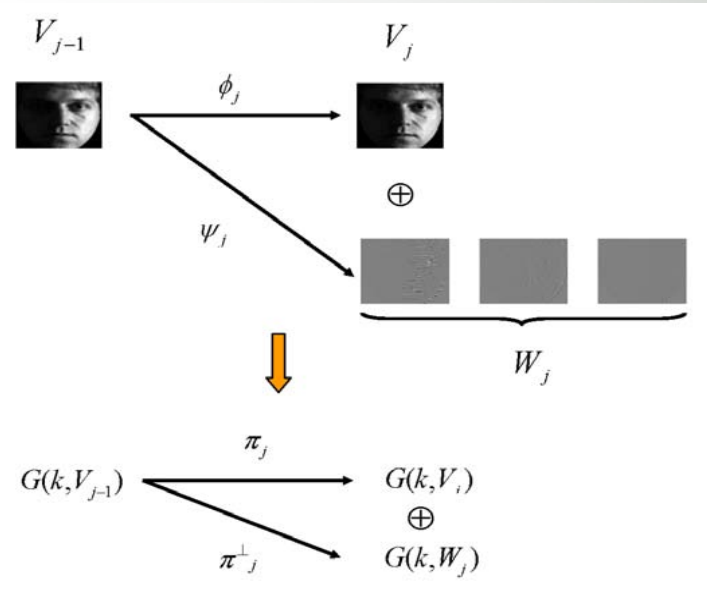 V_{j-1} V_j
ϕ_j
⊕
ψ_j
W_j
π_j
G(k,V_{j-1}) G(k,V_i)
⊕
π^⊥_j G(k,W_j)